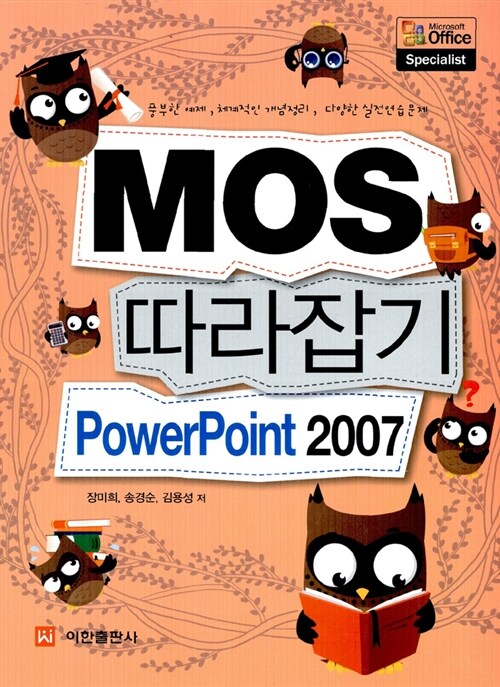 Microsoft
Office
Specialist
풍부한 예제, 체계적인 개념정리, 다양한 실전연습문제
MOS
따라잡기
PowerPoint 2007
?
장미희, 송경순, 김용성 저
이한출판사